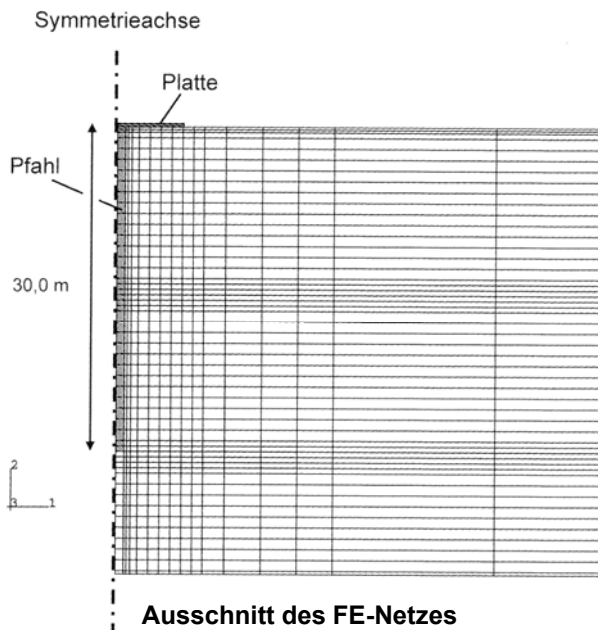 Symmetrieachse
Platte
Pfahl
30,0 m
2
3 1
Ausschnitt des FE-Netzes